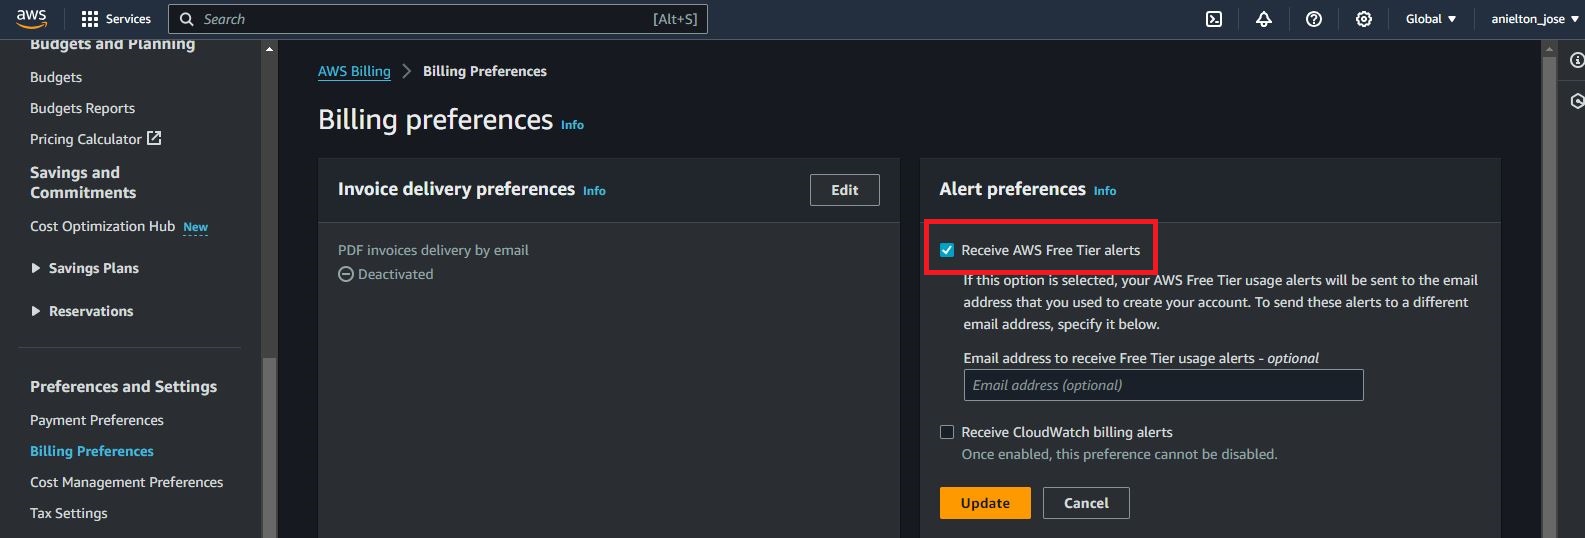 aws
Services
Search
[Alt+S]
Global
anielton_jose
Budgets and Planning
Budgets
Budgets Reports
Pricing Calculator
Savings and
Commitments
Cost Optimization Hub New
Savings Plans
Reservations
Preferences and Settings
Payment Preferences
Billing Preferences
Cost Management Preferences
Tax Settings
AWS Billing
Billing Preferences
Billing preferences Info
Invoice delivery preferences Info
Edit
PDF invoices delivery by email
Deactivated
Alert preferences Info
Receive AWS Free Tier alerts
If this option is selected, your AWS Free Tier usage alerts will be sent to the email
address that you used to create your account. To send these alerts to a different
email address, specify it below.
Email address to receive Free Tier usage alerts - optional
Email address (optional)
Receive CloudWatch billing alerts
Once enabled, this preference cannot be disabled.
Update
Cancel